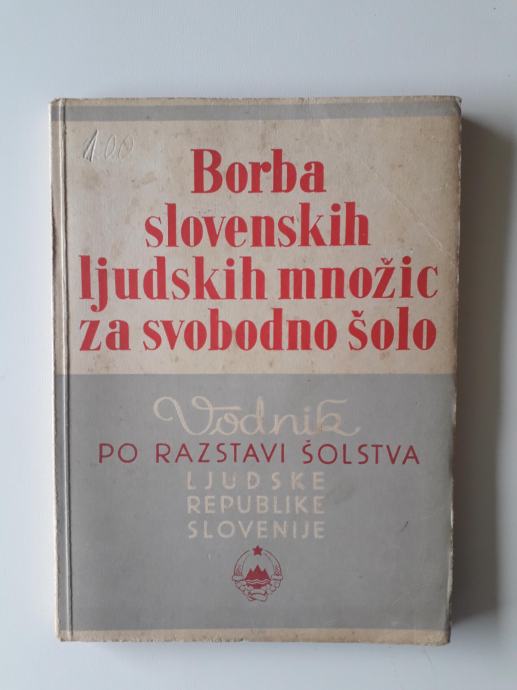 100
Borba
slovenskih
ljudskih množic
za svobodno šolo
Vodnik
PO RAZSTAVI ŠOLSTVA
LJUDSKE
REPUBLIKE
SLOVENIJE